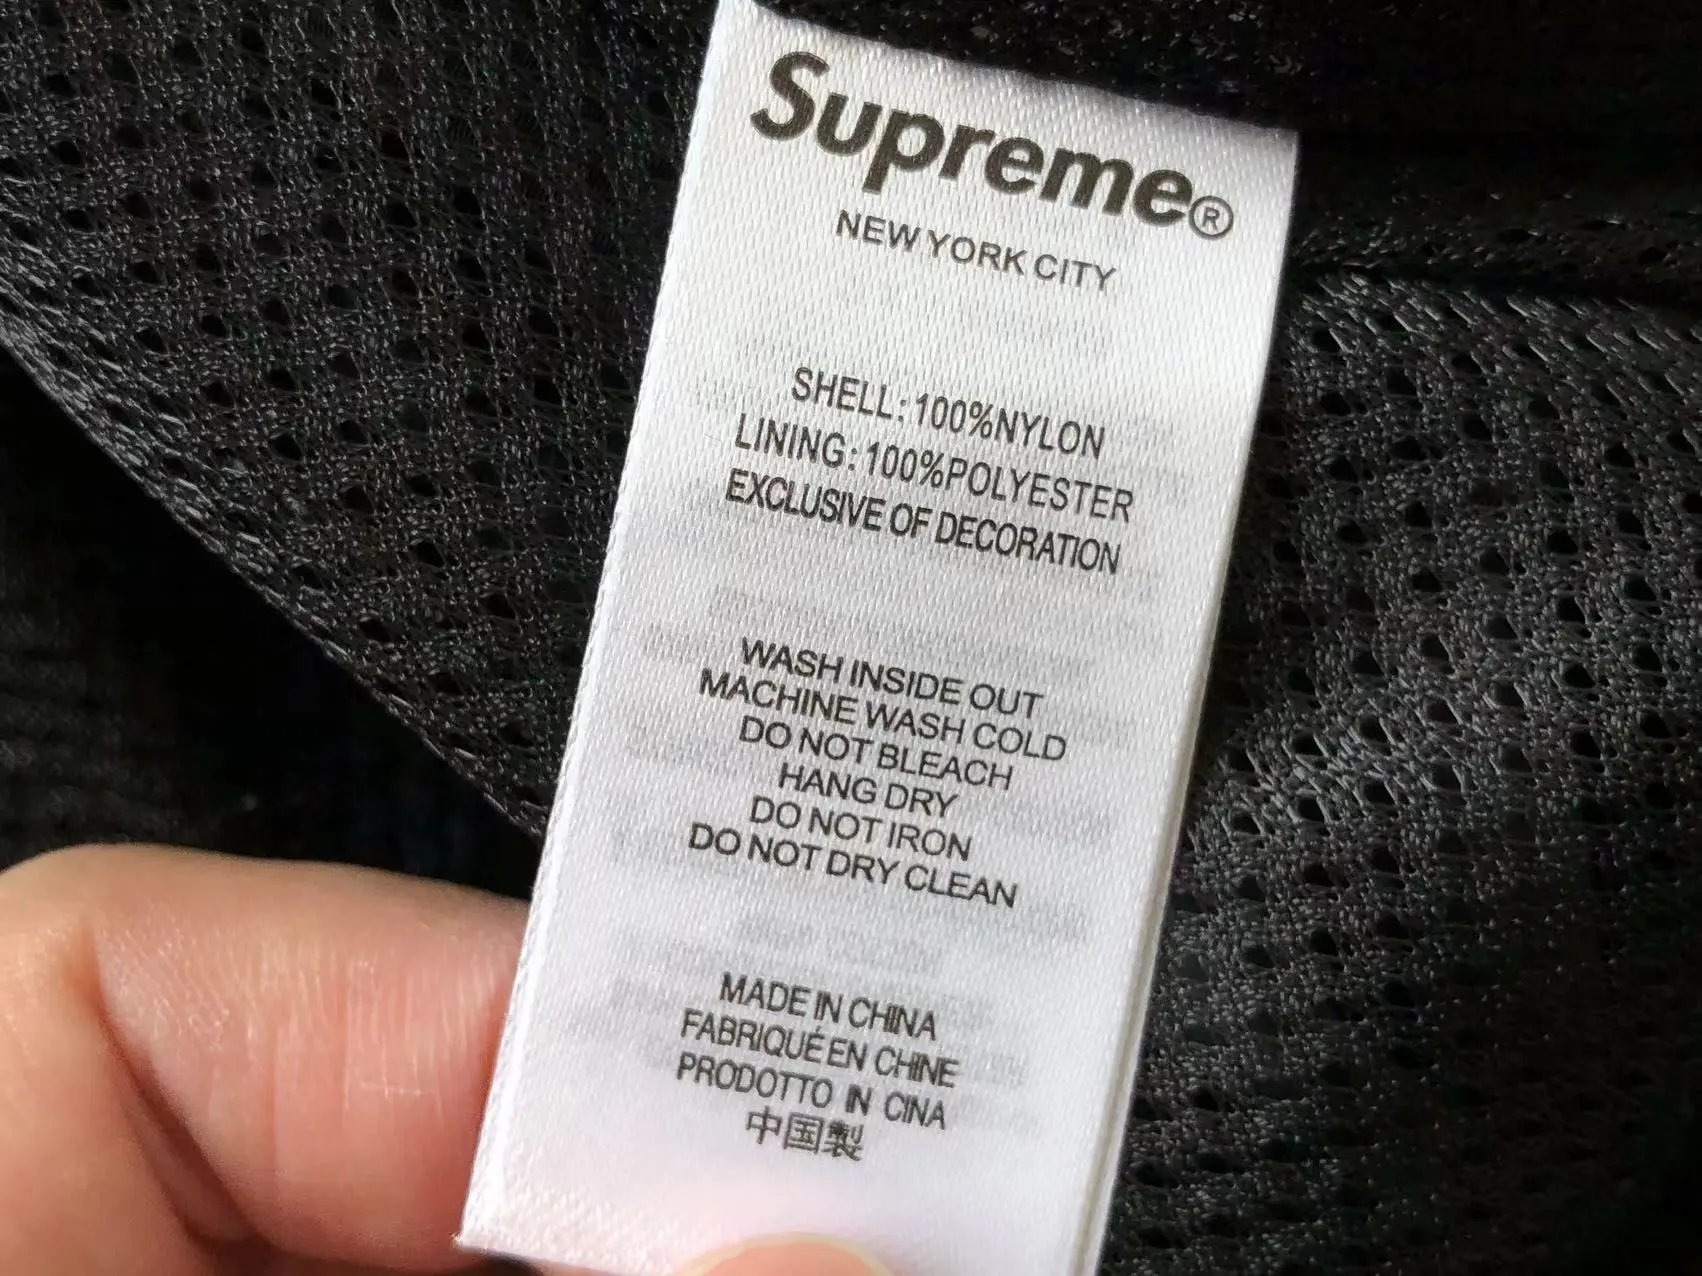 Supreme®
NEW YORK CITY
SHELL: 100%NYLON
LINING: 100%POLYESTER
EXCLUSIVE OF DECORATION
WASH INSIDE OUT
MACHINE WASH COLD
DO NOT BLEACH
HANG DRY
DO NOT IRON
DO NOT DRY CLEAN
MADE IN CHINA
FABRIQUÉ EN CHINE
PRODOTTO IN CINA
中国製